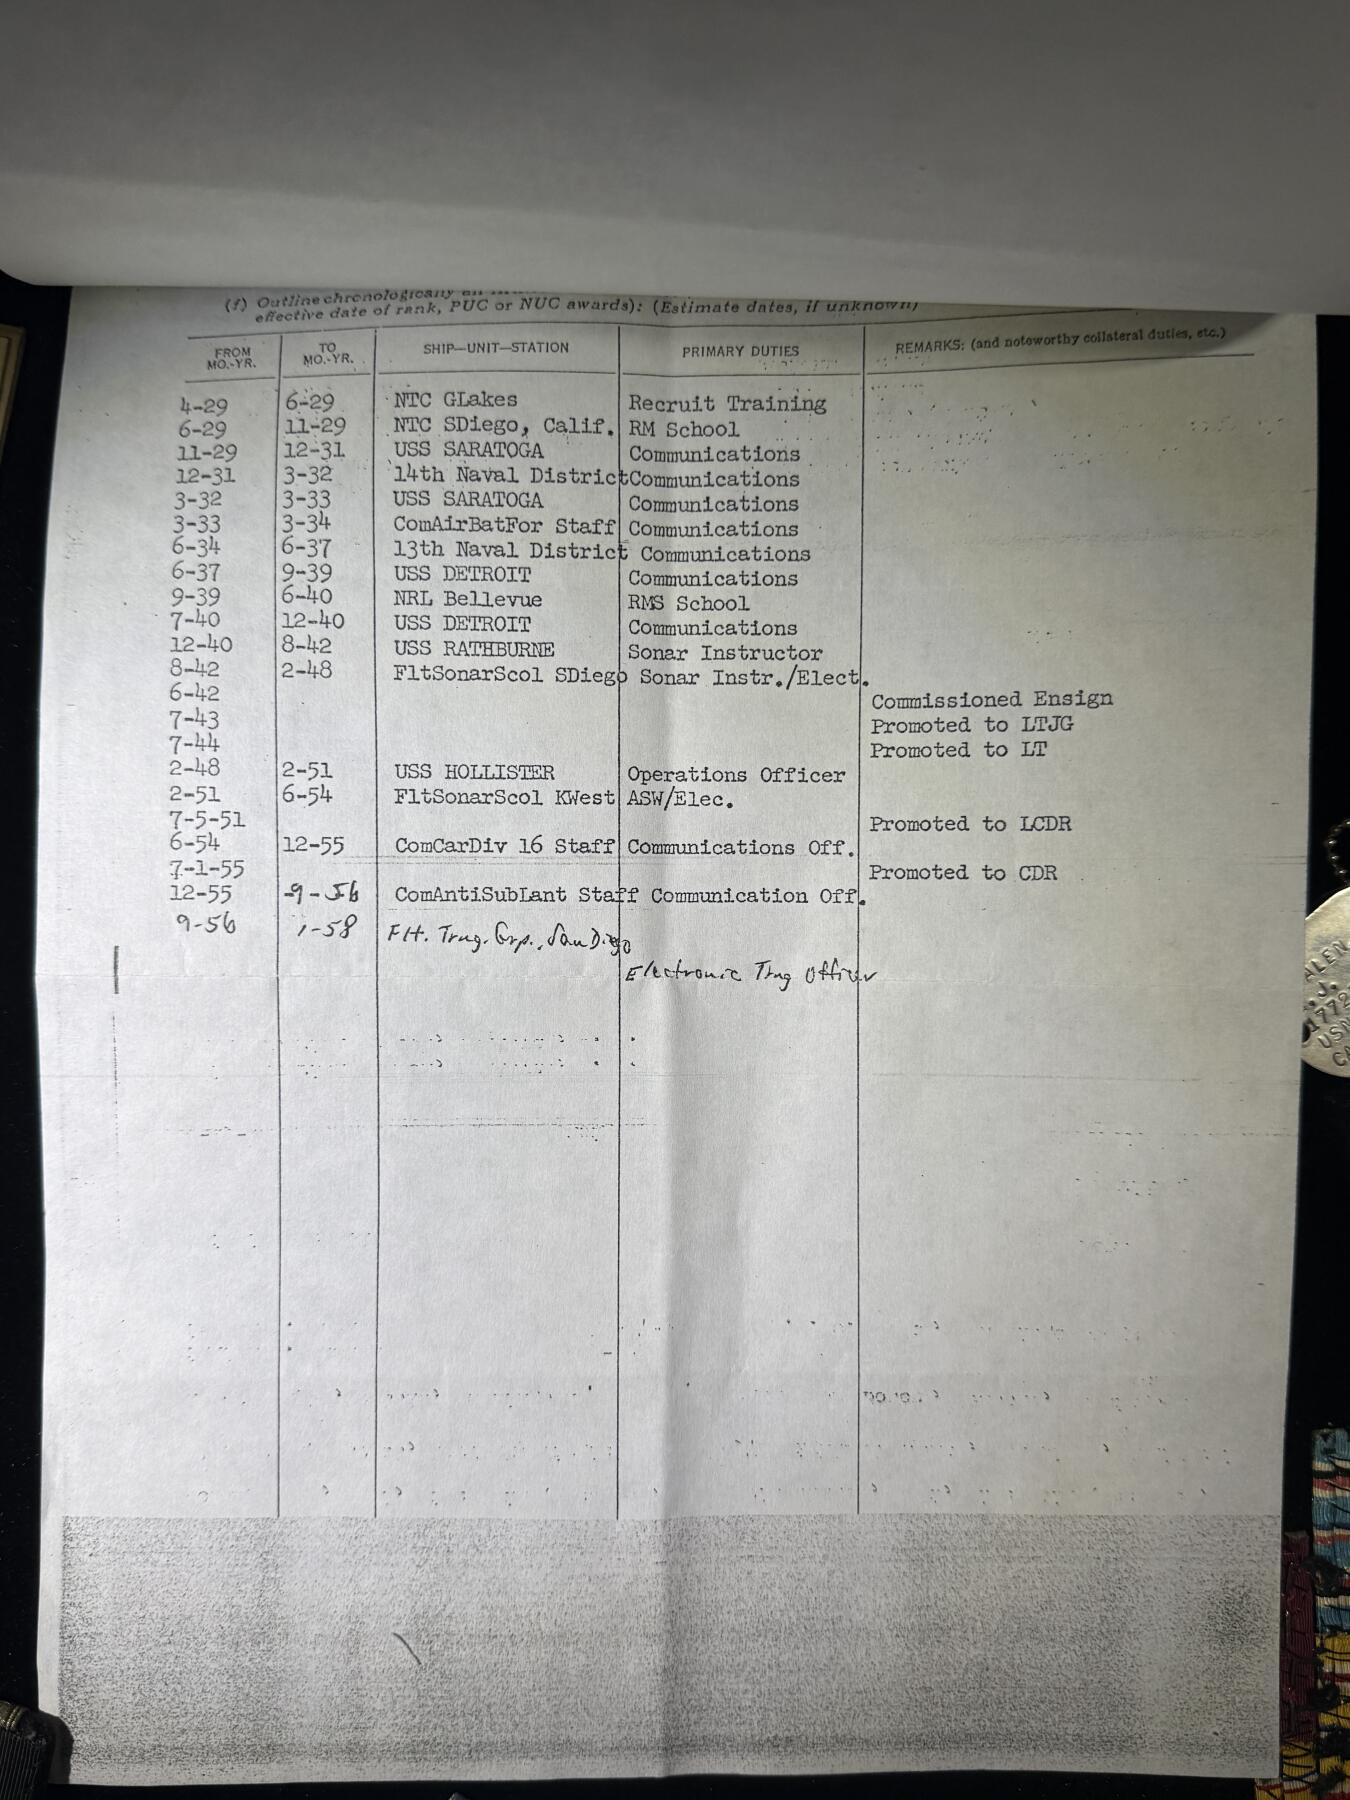 (f) Outline chronologically
effective date of rank, PUC or NUC awards): (Estimate dates, if unknown)
FROM MO.-YR. TO MO.-YR. SHIP—UNIT—STATION PRIMARY DUTIES REMARKS: (and noteworthy collateral duties, etc.)
4-29 6-29 NTC GLakes Recruit Training
6-29 11-29 NTC SDiego, Calif. RM School
11-29 12-31 USS SARATOGA Communications
12-31 3-32 14th Naval District Communications
3-32 3-33 USS SARATOGA Communications
3-33 3-34 ComAirBatFor Staff Communications
6-34 6-37 13th Naval District Communications
6-37 9-39 USS DETROIT Communications
9-39 6-40 NRL Bellevue RMS School
7-40 12-40 USS DETROIT Communications
12-40 8-42 USS RATHBURNE Sonar Instructor
8-42 2-48 FltSonarScol SDiego Sonar Instr./Elect.
6-42 Commissioned Ensign
7-43 Promoted to LTJG
7-44 Promoted to LT
2-48 2-51 USS HOLLISTER Operations Officer
2-51 6-54 FltSonarScol KWest ASW/Elec.
7-5-51 Promoted to LCDR
6-54 12-55 ComCarDiv 16 Staff Communications Off.
7-1-55 Promoted to CDR
12-55 9-56 ComAntiSubLant Staff Communication Off.
9-56 1-58 Flt. Trng. Grp., San Diego
Electronic Trng Officer
ALEN
.J.
1772
USN
CA